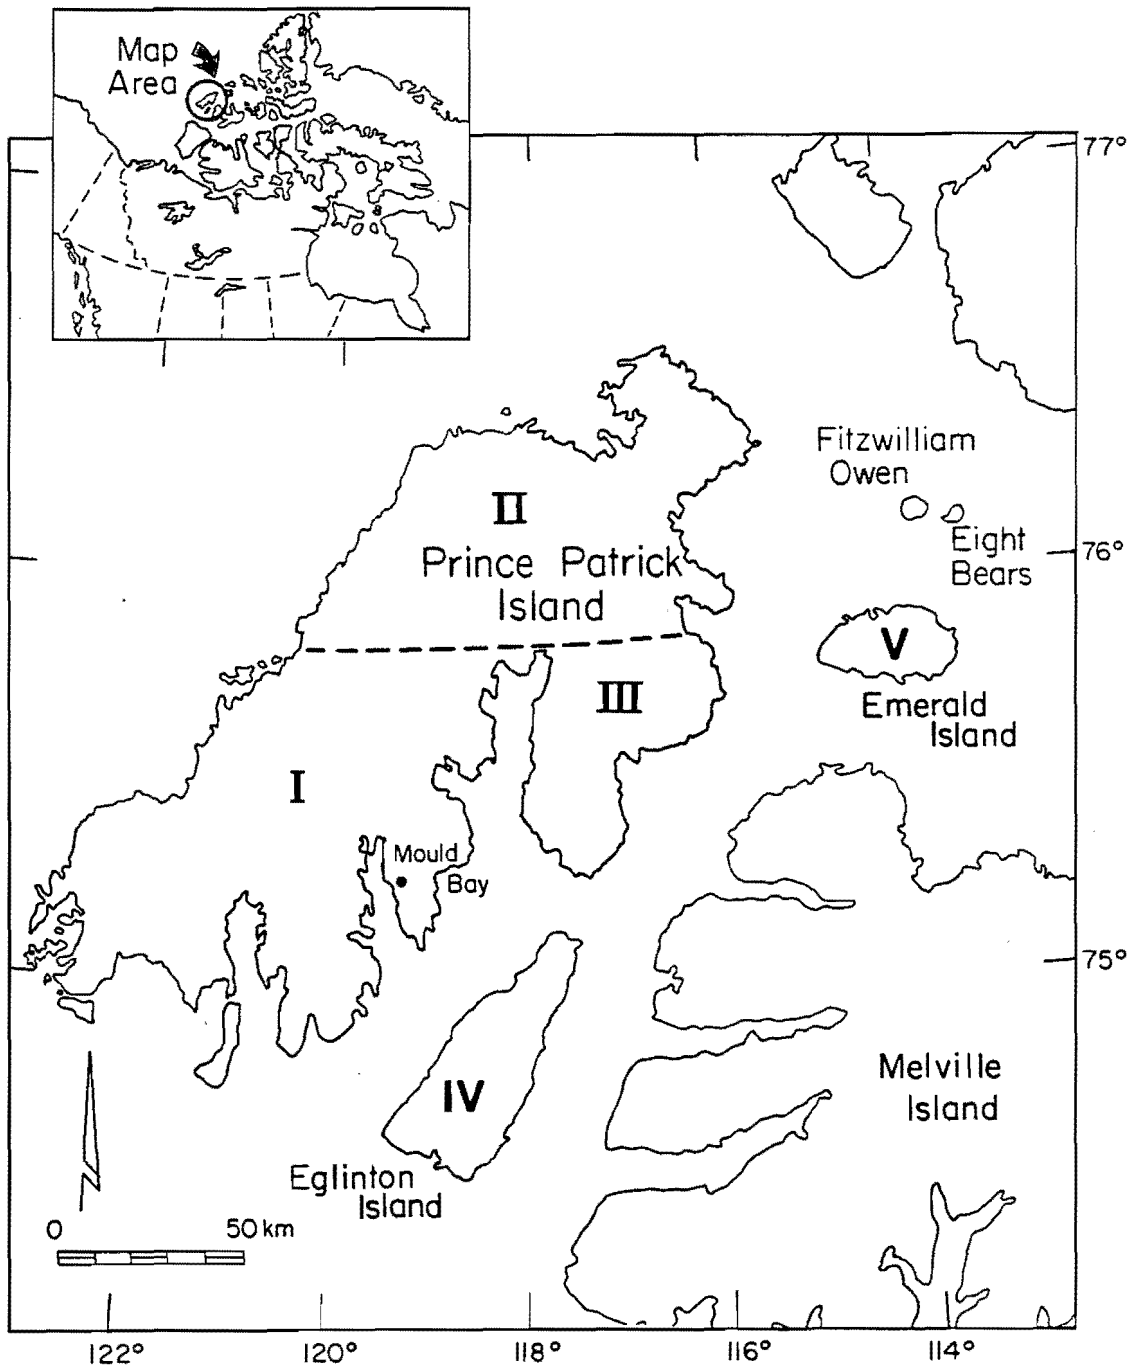 Map
Area
77°
Fitzwilliam
Owen
II
Eight
Bears
76°
Prince Patrick
Island
V
III
Emerald
Island
I
Mould
Bay
75°
Melville
Island
IV
Eglinton
Island
0 50 km
122° 120° 118° 116° 114°